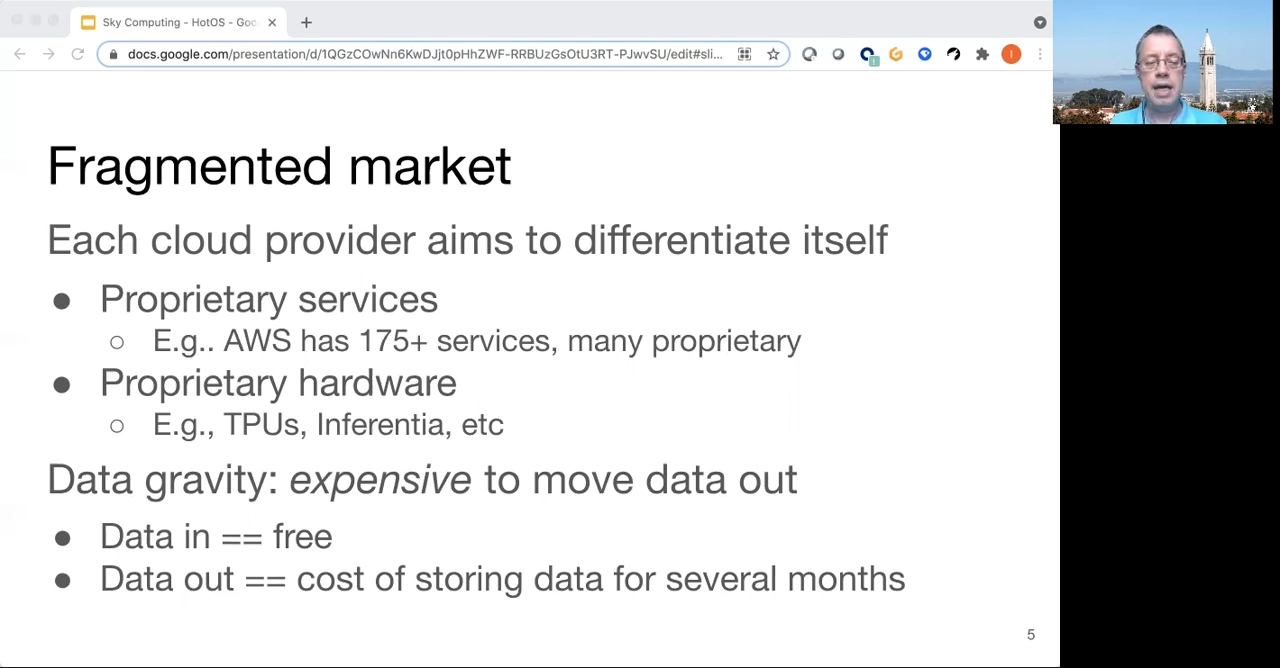 Sky Computing - HotOS - Goo
docs.google.com/presentation/d/1QGzCOwNn6KwDJjt0pHhZWF-RRBUzGsOtU3RT-PJwvSU/edit#sli...
I
Fragmented market
Each cloud provider aims to differentiate itself
● Proprietary services
○ E.g.. AWS has 175+ services, many proprietary
● Proprietary hardware
○ E.g., TPUs, Inferentia, etc
Data gravity: expensive to move data out
● Data in == free
● Data out == cost of storing data for several months
5